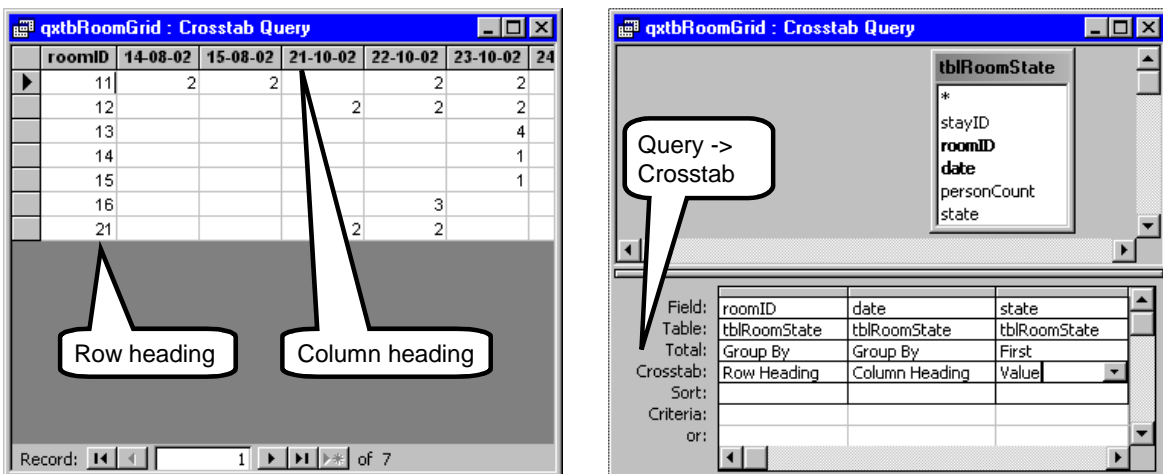 qxtbRoomGrid : Crosstab Query
roomID 14-08-02 15-08-02 21-10-02 22-10-02 23-10-02 24
11 2 2 2 2
12 2 2 2
13 4
14 1
15 1
16 3
21 2 2
Row heading
Column heading
Record: 1 of 7
qxtbRoomGrid : Crosstab Query
tblRoomState
*
stayID
roomID
date
personCount
state
Query ->
Crosstab
Field: roomID date state
Table: tblRoomState tblRoomState tblRoomState
Total: Group By Group By First
Crosstab: Row Heading Column Heading Value
Sort:
Criteria:
or: